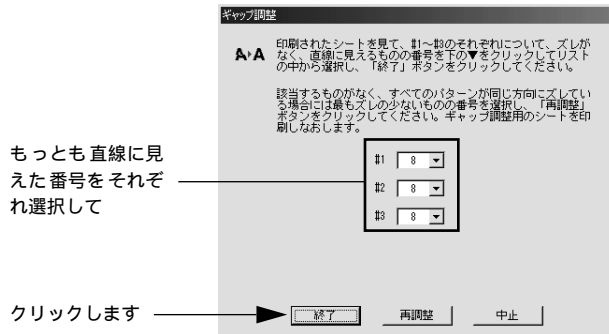 ギャップ調整
A▸A
印刷されたシートを見て、#1~#3のそれぞれについて、ズレが
なく、直線に見えるものの番号を下の▼をクリックしてリスト
の中から選択し、「終了」ボタンをクリックしてください。
該当するものがなく、すべてのパターンが同じ方向にズレてい
る場合には最もズレの少ないものの番号を選択し、「再調整」
ボタンをクリックしてください。ギャップ調整用のシートを印
刷しなおします。
もっとも直線に見
えた番号をそれぞ
れ選択して
#1 8
#2 8
#3 8
クリックします
終了 再調整 中止